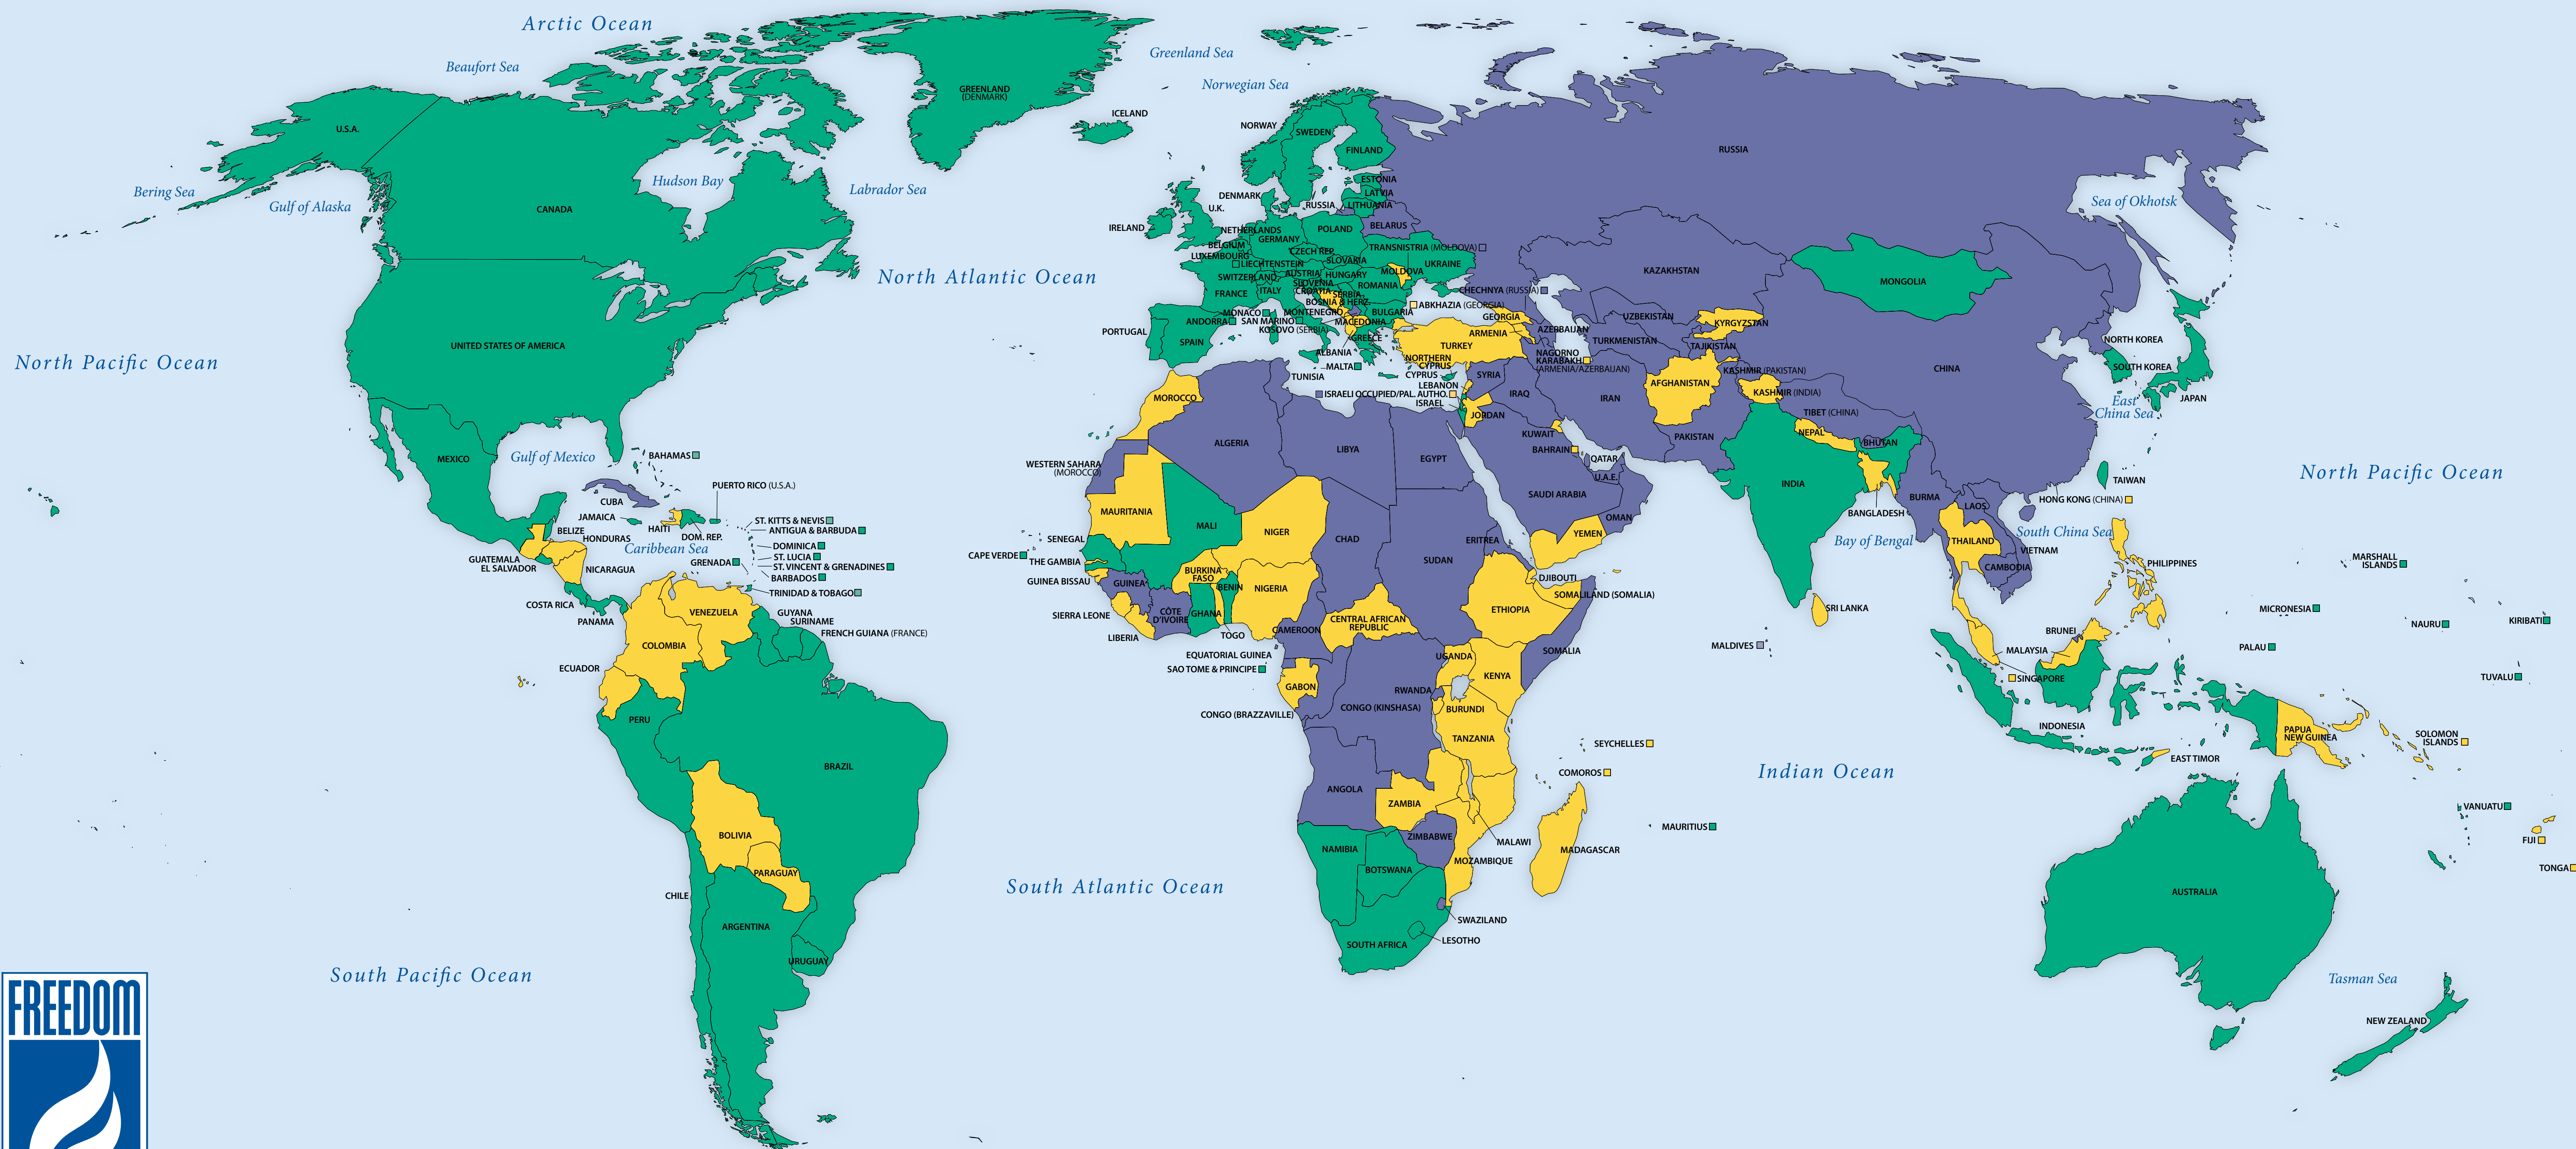 Arctic Ocean
Greenland Sea
Beaufort Sea
Norwegian Sea
GREENLAND
(DENMARK)
ICELAND
U.S.A.
NORWAY
SWEDEN
FINLAND
RUSSIA
Bering Sea
Gulf of Alaska
Hudson Bay
Labrador Sea
CANADA
ESTONIA
LATVIA
DENMARK
RUSSIA
LITHUANIA
U.K.
Sea of Okhotsk
IRELAND
NETHERLANDS
POLAND
BELARUS
GERMANY
BELGIUM
CZECH REP.
TRANSNISTRIA (MOLDOVA)
LUXEMBOURG
LIECHTENSTEIN
SLOVAKIA
UKRAINE
North Atlantic Ocean
SWITZERLAND
AUSTRIA
HUNGARY
MOLDOVA
KAZAKHSTAN
MONGOLIA
SLOVENIA
ROMANIA
FRANCE
ITALY
CROATIA
SERBIA
CHECHNYA (RUSSIA)
BOSNIA & HERZ.
ABKHAZIA (GEORGIA)
MONACO
MONTENEGRO
BULGARIA
GEORGIA
UZBEKISTAN
KYRGYZSTAN
ANDORRA
SAN MARINO
MACEDONIA
PORTUGAL
KOSOVO (SERBIA)
ARMENIA
AZERBAIJAN
SPAIN
GREECE
TURKEY
TURKMENISTAN
TAJIKISTAN
NORTH KOREA
UNITED STATES OF AMERICA
ALBANIA
NAGORNO
KARABAKH
(ARMENIA/AZERBAIJAN)
North Pacific Ocean
MALTA
NORTHERN
CYPRUS
CYPRUS
SYRIA
KASHMIR (PAKISTAN)
CHINA
SOUTH KOREA
TUNISIA
LEBANON
AFGHANISTAN
KASHMIR (INDIA)
MOROCCO
ISRAELI OCCUPIED/PAL. AUTHO.
ISRAEL
IRAQ
IRAN
JAPAN
East
China Sea
JORDAN
TIBET (CHINA)
KUWAIT
PAKISTAN
NEPAL
BHUTAN
ALGERIA
LIBYA
EGYPT
BAHRAIN
QATAR
MEXICO
Gulf of Mexico
BAHAMAS
WESTERN SAHARA
(MOROCCO)
U.A.E.
North Pacific Ocean
TAIWAN
PUERTO RICO (U.S.A.)
INDIA
SAUDI ARABIA
BURMA
HONG KONG (CHINA)
CUBA
LAOS
JAMAICA
HAITI
DOM. REP.
ST. KITTS & NEVIS
ANTIGUA & BARBUDA
MAURITANIA
MALI
NIGER
OMAN
BANGLADESH
BELIZE
HONDURAS
Caribbean Sea
DOMINICA
ST. LUCIA
ST. VINCENT & GRENADINES
BARBADOS
GRENADA
GUATEMALA
EL SALVADOR
NICARAGUA
TRINIDAD & TOBAGO
CAPE VERDE
SENEGAL
THE GAMBIA
GUINEA BISSAU
CHAD
ERITREA
YEMEN
Bay of Bengal
THAILAND
South China Sea
VIETNAM
CAMBODIA
PHILIPPINES
MARSHALL
ISLANDS
SUDAN
BURKINA
FASO
BENIN
GUINEA
NIGERIA
DJIBOUTI
SOMALILAND (SOMALIA)
COSTA RICA
PANAMA
VENEZUELA
GUYANA
SURINAME
FRENCH GUIANA (FRANCE)
SIERRA LEONE
LIBERIA
CÔTE
D'IVOIRE
GHANA
TOGO
CAMEROON
CENTRAL AFRICAN
REPUBLIC
ETHIOPIA
SRI LANKA
MICRONESIA
NAURU
KIRIBATI
COLOMBIA
EQUATORIAL GUINEA
SAO TOME & PRINCIPE
UGANDA
SOMALIA
MALDIVES
BRUNEI
MALAYSIA
PALAU
ECUADOR
GABON
RWANDA
KENYA
SINGAPORE
TUVALU
PERU
CONGO (BRAZZAVILLE)
CONGO (KINSHASA)
BURUNDI
INDONESIA
PAPUA
NEW GUINEA
SOLOMON
ISLANDS
TANZANIA
SEYCHELLES
EAST TIMOR
BRAZIL
COMOROS
Indian Ocean
ANGOLA
ZAMBIA
VANUATU
BOLIVIA
ZIMBABWE
MALAWI
MAURITIUS
FIJI
NAMIBIA
MOZAMBIQUE
MADAGASCAR
PARAGUAY
BOTSWANA
TONGA
CHILE
South Atlantic Ocean
AUSTRALIA
ARGENTINA
SWAZILAND
SOUTH AFRICA
LESOTHO
URUGUAY
South Pacific Ocean
Tasman Sea
FREEDOM
NEW ZEALAND